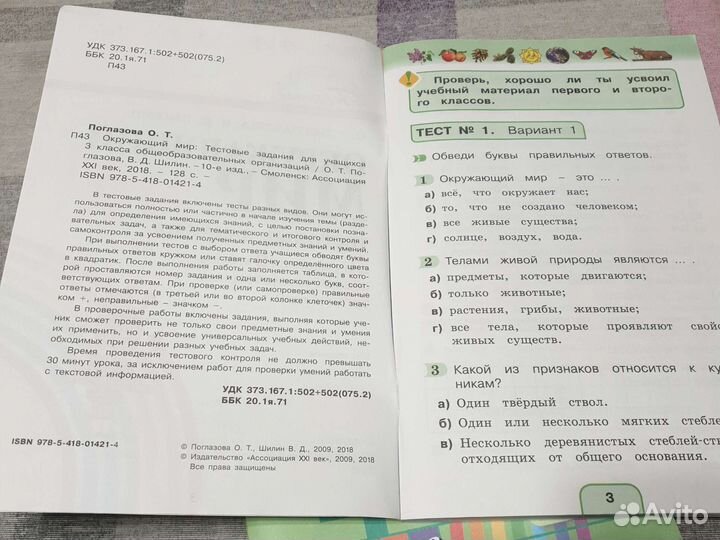 УДК 373.167.1:502+502(075.2)
ББК 20.1я.71
П43
Поглазова О. Т.
П43 Окружающий мир: Тестовые задания для учащихся
3 класса общеобразовательных организаций / О. Т. По-
глазова, В. Д. Шилин. – 10-е изд., – Смоленск: Ассоциация
XXI век, 2018. – 128 с. –
ISBN 978-5-418-01421-4
В тестовые задания включены тесты разных видов. Они могут ис-
пользоваться полностью или частично в начале изучения темы (разде-
ла) для определения имеющихся знаний, с целью постановки позна-
вательных задач, а также для тематического и итогового контроля и
самоконтроля за усвоением полученных предметных знаний и умений.
При выполнении тестов с выбором ответа учащиеся обводят буквы
правильных ответов кружком или ставят галочку определённого цвета
в квадратик. После выполнения работы заполняется таблица, в кото-
рой проставляются номер задания и одна или несколько букв, соот-
ветствующих ответам. При проверке (или самопроверке) правильные
ответы отмечаются (в третьей или во второй колонке клеточек) знач-
ком +, неправильные – значком –.
В проверочные работы включены задания, выполняя которые уче-
ник сможет проверить не только свои предметные знания и умения
их применить, но и усвоение универсальных учебных действий, не-
обходимых при решении разных учебных задач.
Время проведения тестового контроля не должно превышать
30 минут урока, за исключением работ для проверки умений работать
с текстовой информацией.
УДК 373.167.1:502+502(075.2)
ББК 20.1я.71
ISBN 978-5-418-01421-4
© Поглазова О. Т., Шилин В. Д., 2009, 2018
© Издательство «Ассоциация XXI век», 2009, 2018
Все права защищены
! Проверь, хорошо ли ты усвоил
учебный материал первого и второ-
го классов.
ТЕСТ № 1. Вариант 1
Обведи буквы правильных ответов.
1 Окружающий мир – это ... .
а) всё, что окружает нас;
б) то, что не создано человеком;
в) все живые существа;
г) солнце, воздух, вода.
2 Телами живой природы являются ... .
а) предметы, которые двигаются;
б) только животные;
в) растения, грибы, животные;
г) все тела, которые проявляют свой
живых существ.
3 Какой из признаков относится к ку
никам?
а) Один твёрдый ствол.
б) Один или несколько мягких стебле
в) Несколько деревянистых стеблей-ств
отходящих от общего основания.
3
Avito